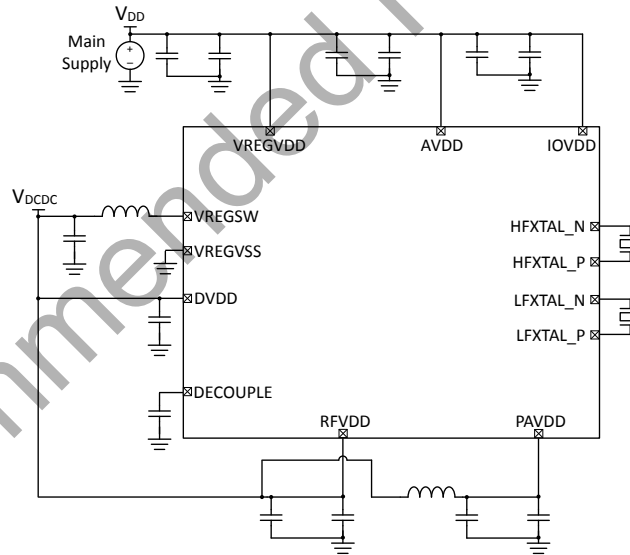 VDD
Main
Supply
VREGVDD
AVDD
IOVDD
VDCDC
VREGSW
HFXTAL_N
VREGVSS
HFXTAL_P
DVDD
LFXTAL_N
LFXTAL_P
DECOUPLE
RFVDD
PAVDD